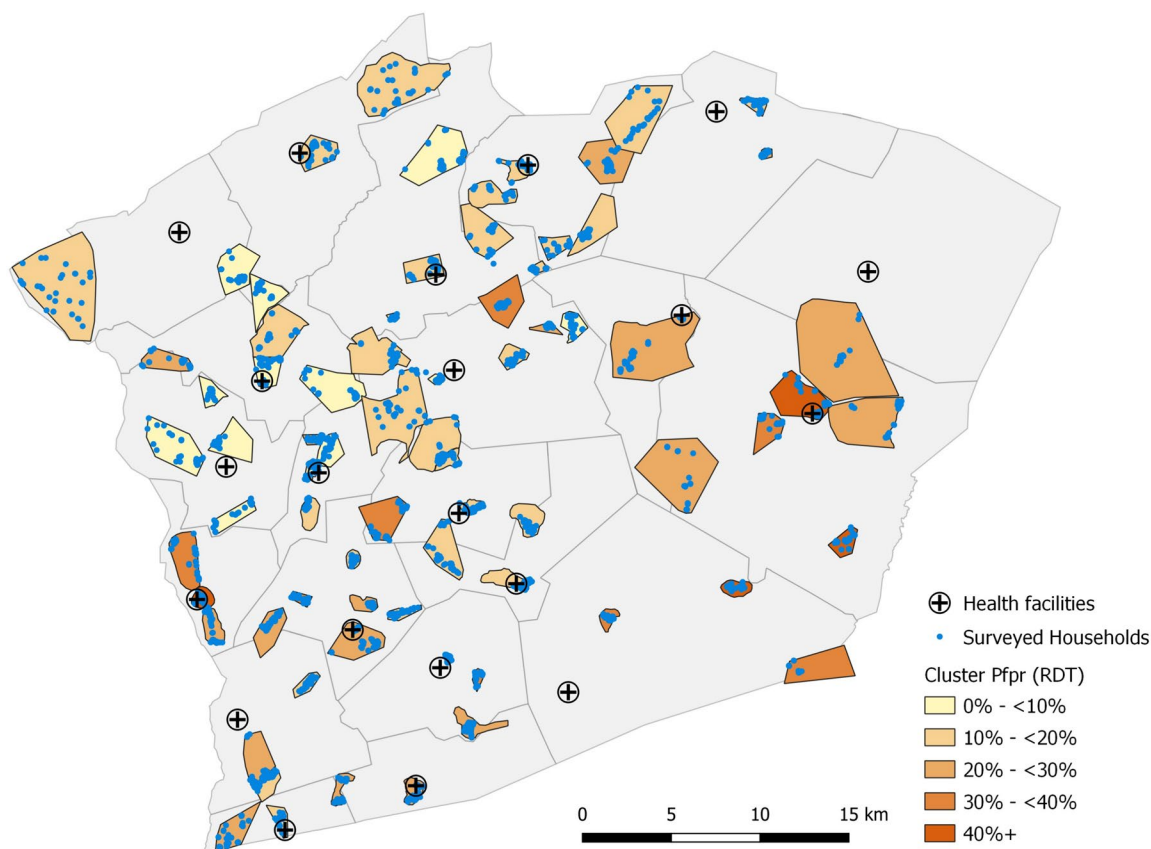 Health facilities
Surveyed Households
Cluster Pfpr (RDT)
0% - <10%
10% - <20%
20% - <30%
30% - <40%
40%+
0 5 10 15 km